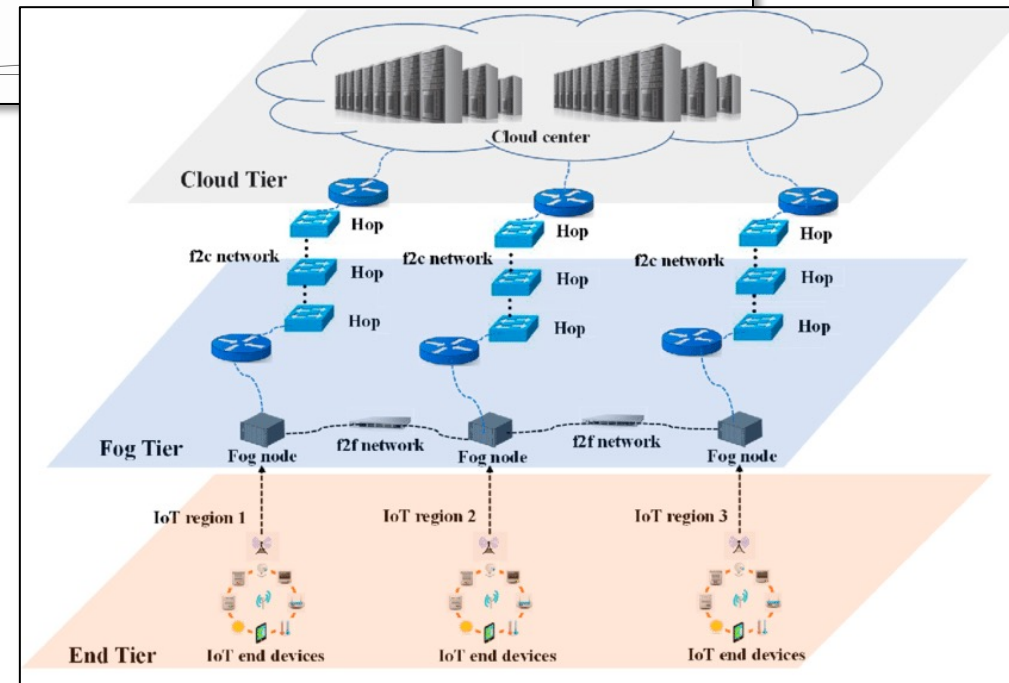 Cloud center
Cloud Tier
Hop
Hop
Hop
f2c network
f2c network
f2c network
Hop
Hop
Hop
Hop
Hop
Hop
Fog Tier
f2f network
f2f network
Fog node
Fog node
Fog node
IoT region 1
IoT region 2
IoT region 3
End Tier
IoT end devices
IoT end devices
IoT end devices